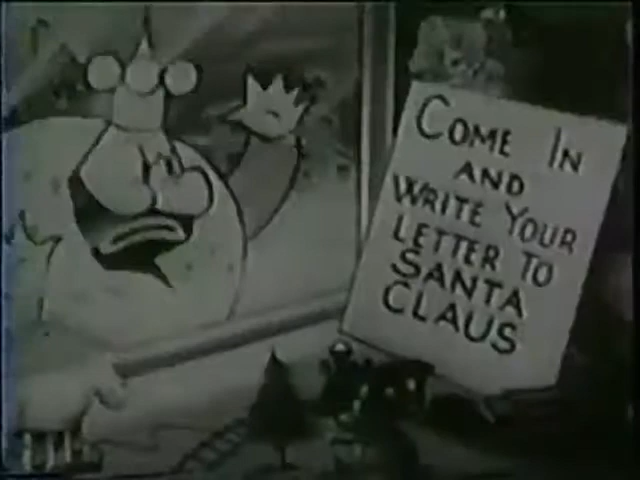 COME IN
AND
WRITE YOUR
LETTER TO
SANTA
CLAUS